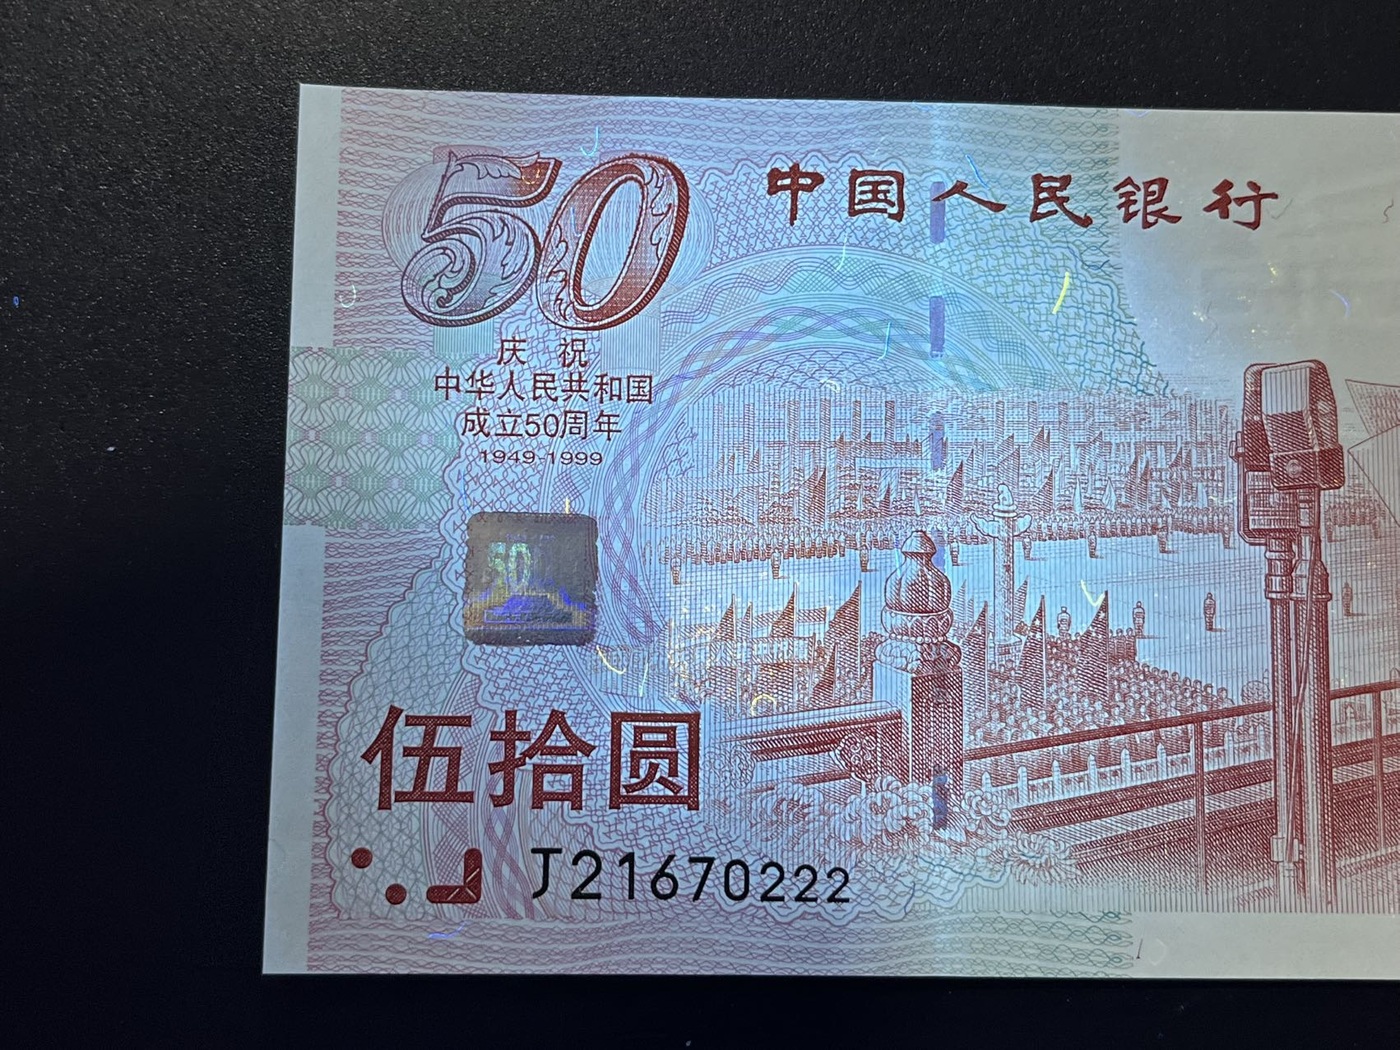 50
中国人民银行
庆 祝
中华人民共和国
成立50周年
1949-1999
50
伍拾圆
J21670222